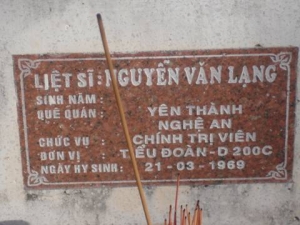 LIỆT SĨ: NGUYỄN VĂN LẠNG
SINH NĂM :
QUÊ QUÁN : YÊN THÀNH
NGHỆ AN
CHỨC VỤ : CHÍNH TRỊ VIÊN
ĐƠN VỊ : TIỂU ĐOÀN - D 200C
NGÀY HY SINH : 21 - 03 - 1969